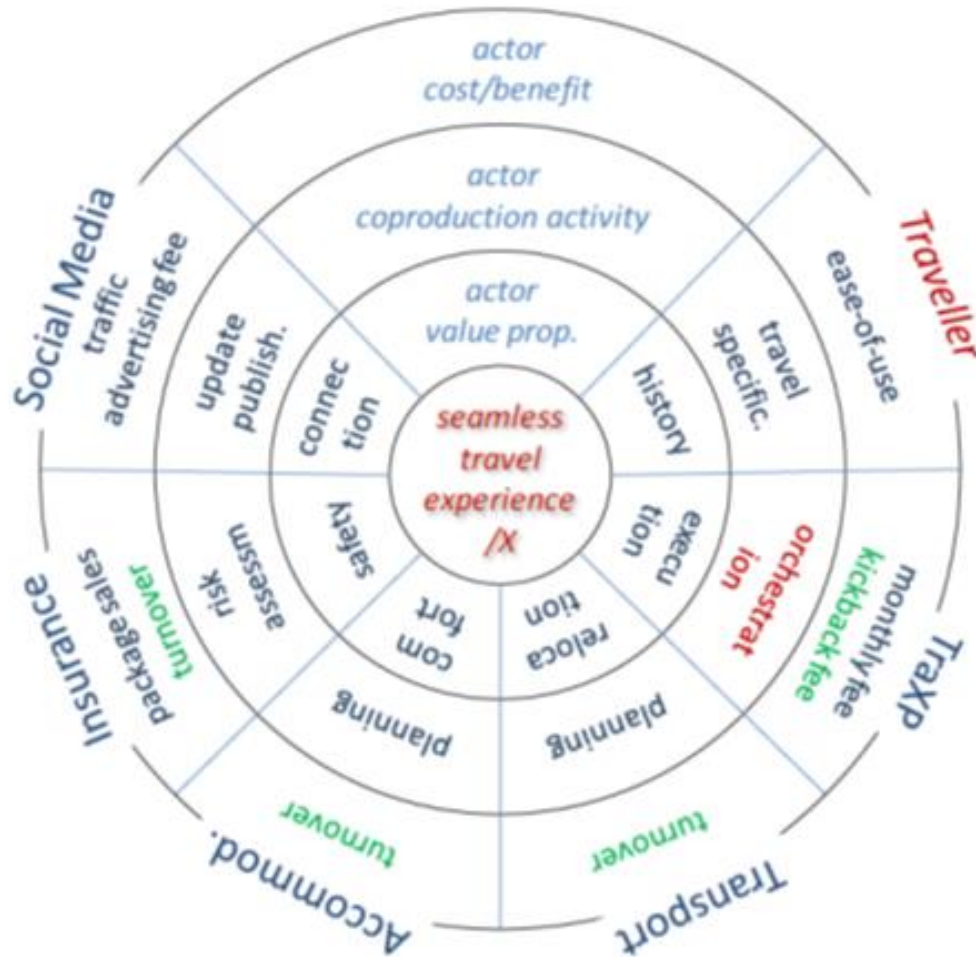 actor
cost/benefit
actor
coproduction activity
actor
value prop.
seamless
travel
experience
/X
Traveller
ease-of-use
travel
specific.
history
TraXp
monthly fee
kickback fee
orchestrat
ion
execu
tion
Transport
turnover
planning
reloca
tion
Accommod.
turnover
planning
com
fort
Insurance
package sales
turnover
risk
assessm
safety
Social Media
traffic
advertising fee
update
publish.
connec
tion